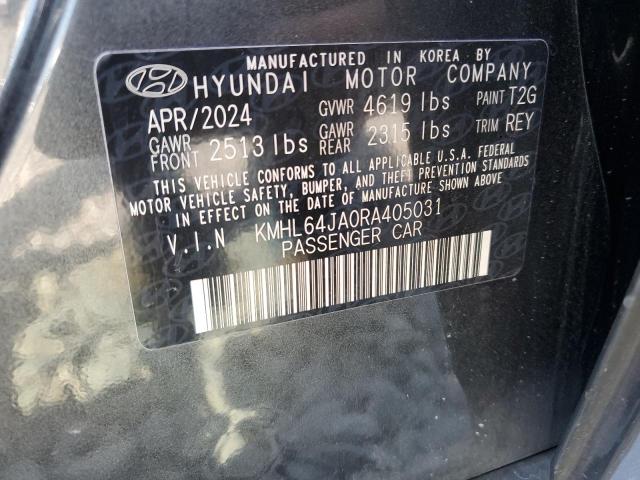 MANUFACTURED IN KOREA BY
HYUNDAI MOTOR COMPANY
APR/2024 GVWR 4619 lbs PAINT T2G
GAWR FRONT 2513 lbs GAWR REAR 2315 lbs TRIM REY
THIS VEHICLE CONFORMS TO ALL APPLICABLE U.S.A. FEDERAL
MOTOR VEHICLE SAFETY, BUMPER, AND THEFT PREVENTION STANDARDS
IN EFFECT ON THE DATE OF MANUFACTURE SHOWN ABOVE.
V.I.N KMHL64JA0RA405031
PASSENGER CAR